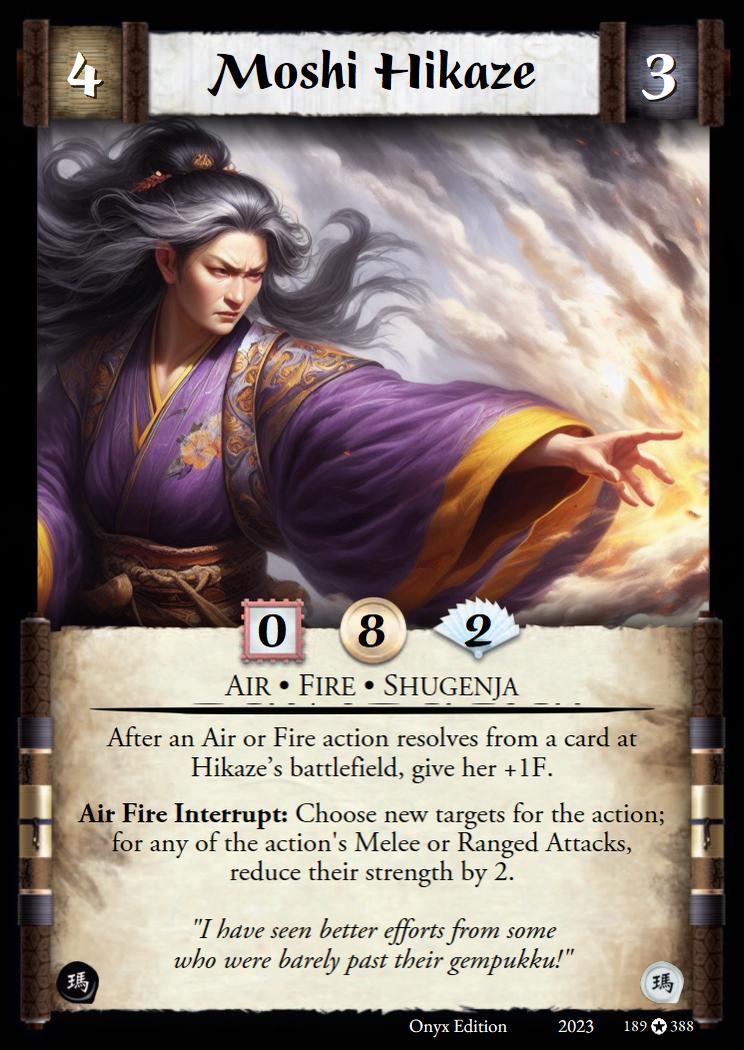 4 Moshi Hikaze 3
0 8 2
AIR • FIRE • SHUGENJA
After an Air or Fire action resolves from a card at
Hikaze’s battlefield, give her +1F.
Air Fire Interrupt: Choose new targets for the action;
for any of the action's Melee or Ranged Attacks,
reduce their strength by 2.
"I have seen better efforts from some
who were barely past their gempukku!"
瑪 瑪
Onyx Edition 2023 189 388